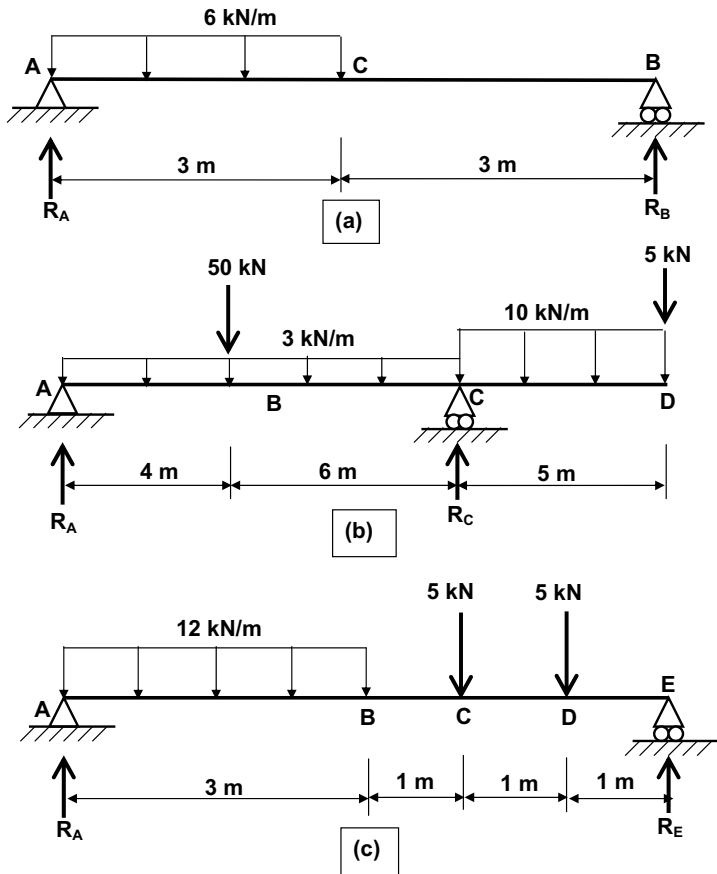 6 kN/m
A C B
3 m 3 m
R_A R_B
(a)
50 kN 5 kN
3 kN/m 10 kN/m
A B C D
4 m 6 m 5 m
R_A R_C
(b)
5 kN 5 kN
12 kN/m
A B C D E
3 m 1 m 1 m 1 m
R_A R_E
(c)